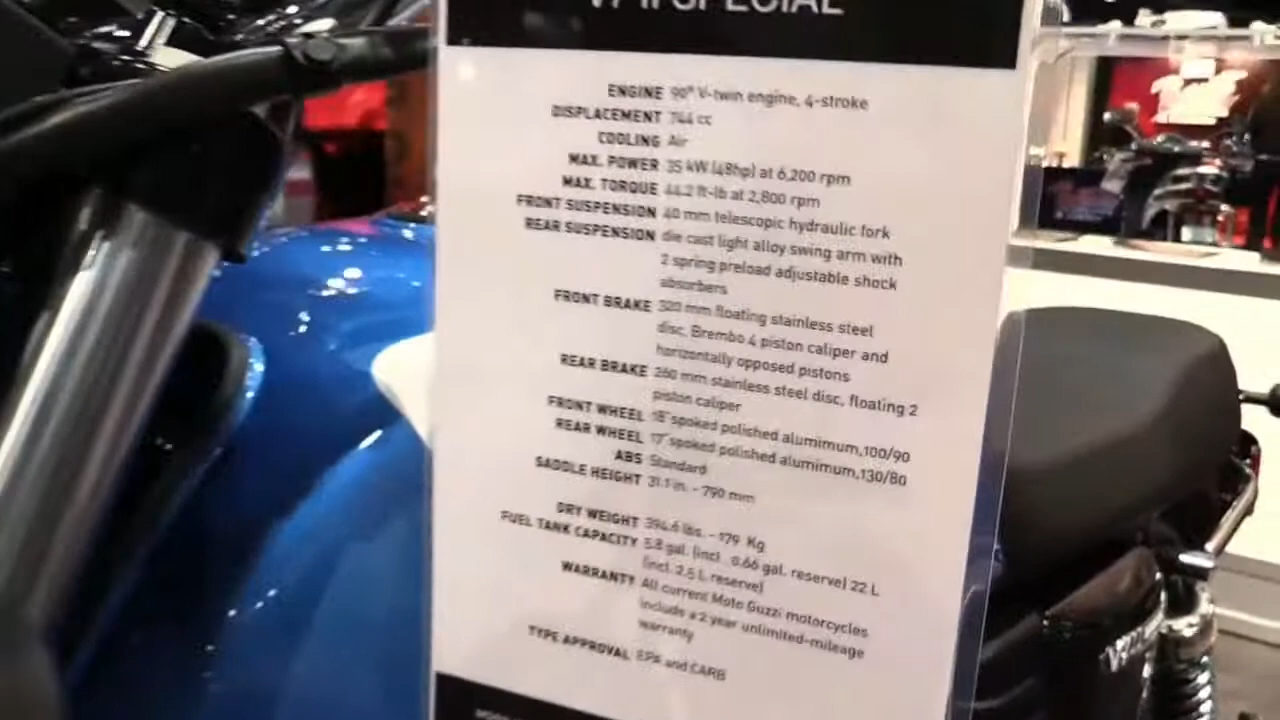 V7 II SPECIAL
ENGINE 90° V-twin engine, 4-stroke
DISPLACEMENT 744 cc
COOLING Air
MAX. POWER 35 kW (48hp) at 6,200 rpm
MAX. TORQUE 44.2 ft-lb at 2,800 rpm
FRONT SUSPENSION 40 mm telescopic hydraulic fork
REAR SUSPENSION die cast light alloy swing arm with
2 spring preload adjustable shock
absorbers
FRONT BRAKE 320 mm floating stainless steel
disc, Brembo 4 piston caliper and
horizontally opposed pistons
REAR BRAKE 260 mm stainless steel disc, floating 2
piston caliper
FRONT WHEEL 18" spoked polished alumimum,100/90
REAR WHEEL 17" spoked polished alumimum,130/80
ABS Standard
SADDLE HEIGHT 31.1 in. - 790 mm
DRY WEIGHT 394.6 lbs. - 179 Kg
FUEL TANK CAPACITY 5.8 gal. (incl. 0.66 gal. reserve) 22 L
(incl. 2.5 L reserve)
WARRANTY All current Moto Guzzi motorcycles
include a 2 year unlimited-mileage
warranty
TYPE APPROVAL EPA and CARB